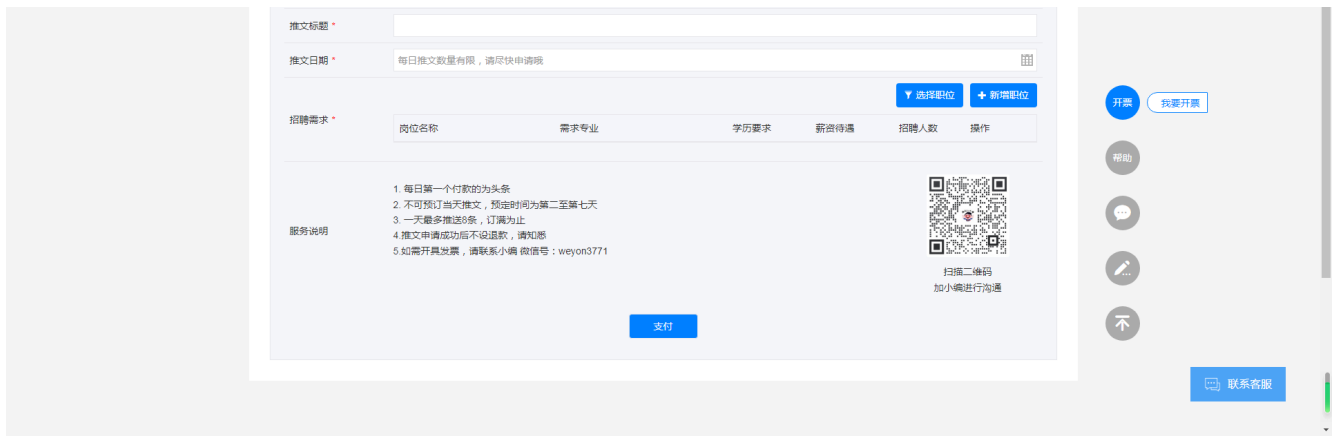 推文标题 *
推文日期 *
每日推文数量有限，请尽快申请哦
选择职位
新增职位
招聘需求 *
岗位名称 需求专业 学历要求 薪资待遇 招聘人数 操作
服务说明
1. 每日第一个付款的为头条
2. 不可预订当天推文，预定时间为第二至第七天
3. 一天最多推送8条，订满为止
4.推文申请成功后不设退款，请知悉
5.如需开具发票，请联系小编 微信号：weyon3771
扫描二维码
加小编进行沟通
支付
开票
我要开票
帮助
联系客服